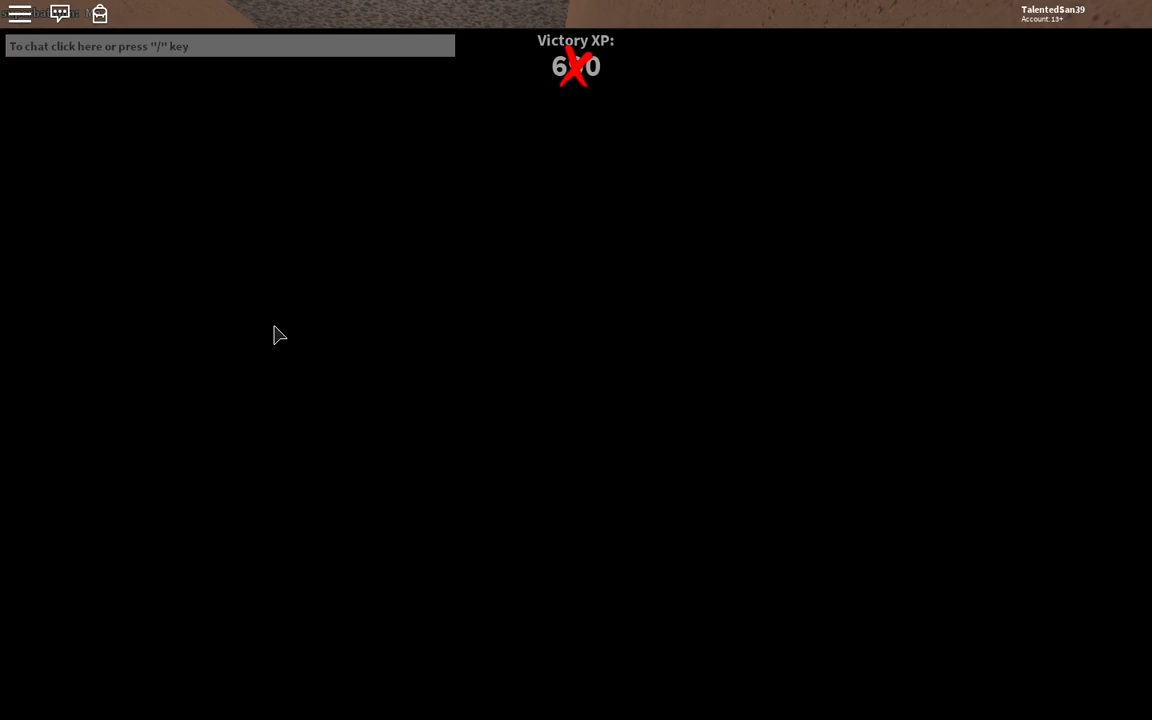 TalentedSan39
Account: 13+
To chat click here or press "/" key
Victory XP: